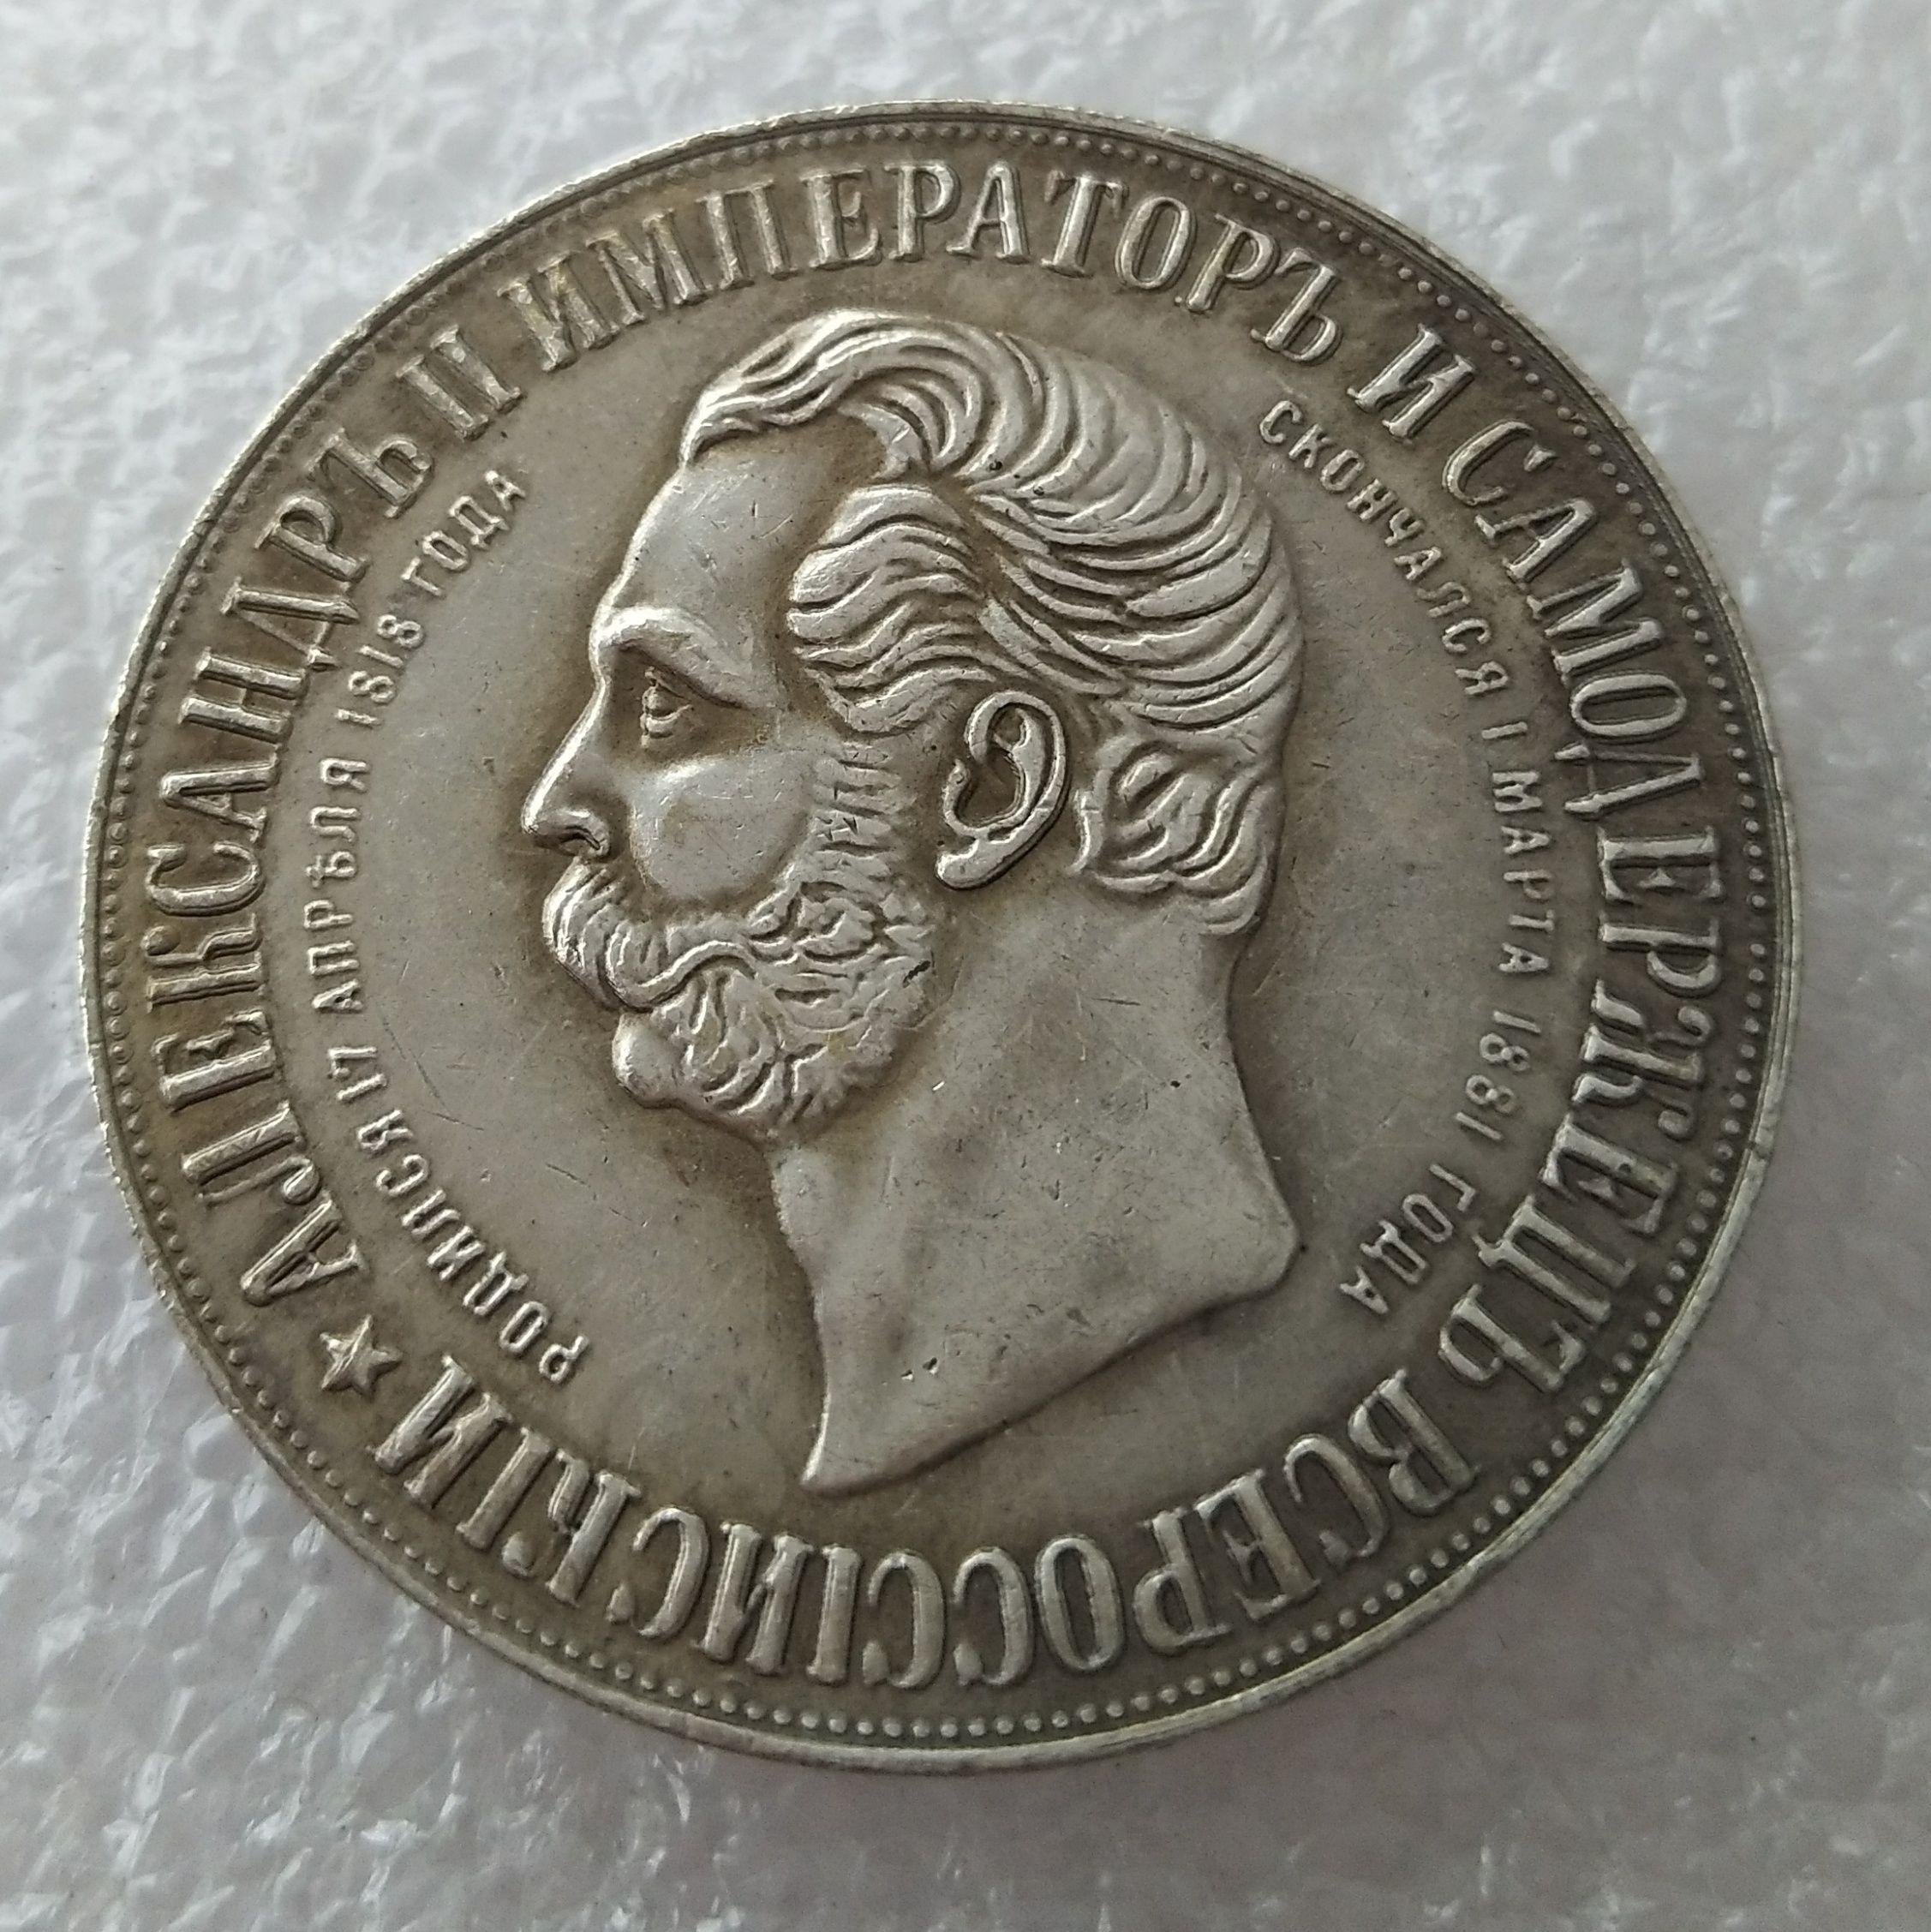 АЛЕКСАНДРЪ II ИМПЕРАТОРЪ И САМОДЕРЖЕЦЪ ВСЕРОССIЙСКIЙ ★
РОДИЛСЯ 17 АПРѢЛЯ 1818 ГОДА
СКОНЧАЛСЯ 1 МАРТА 1881 ГОДА